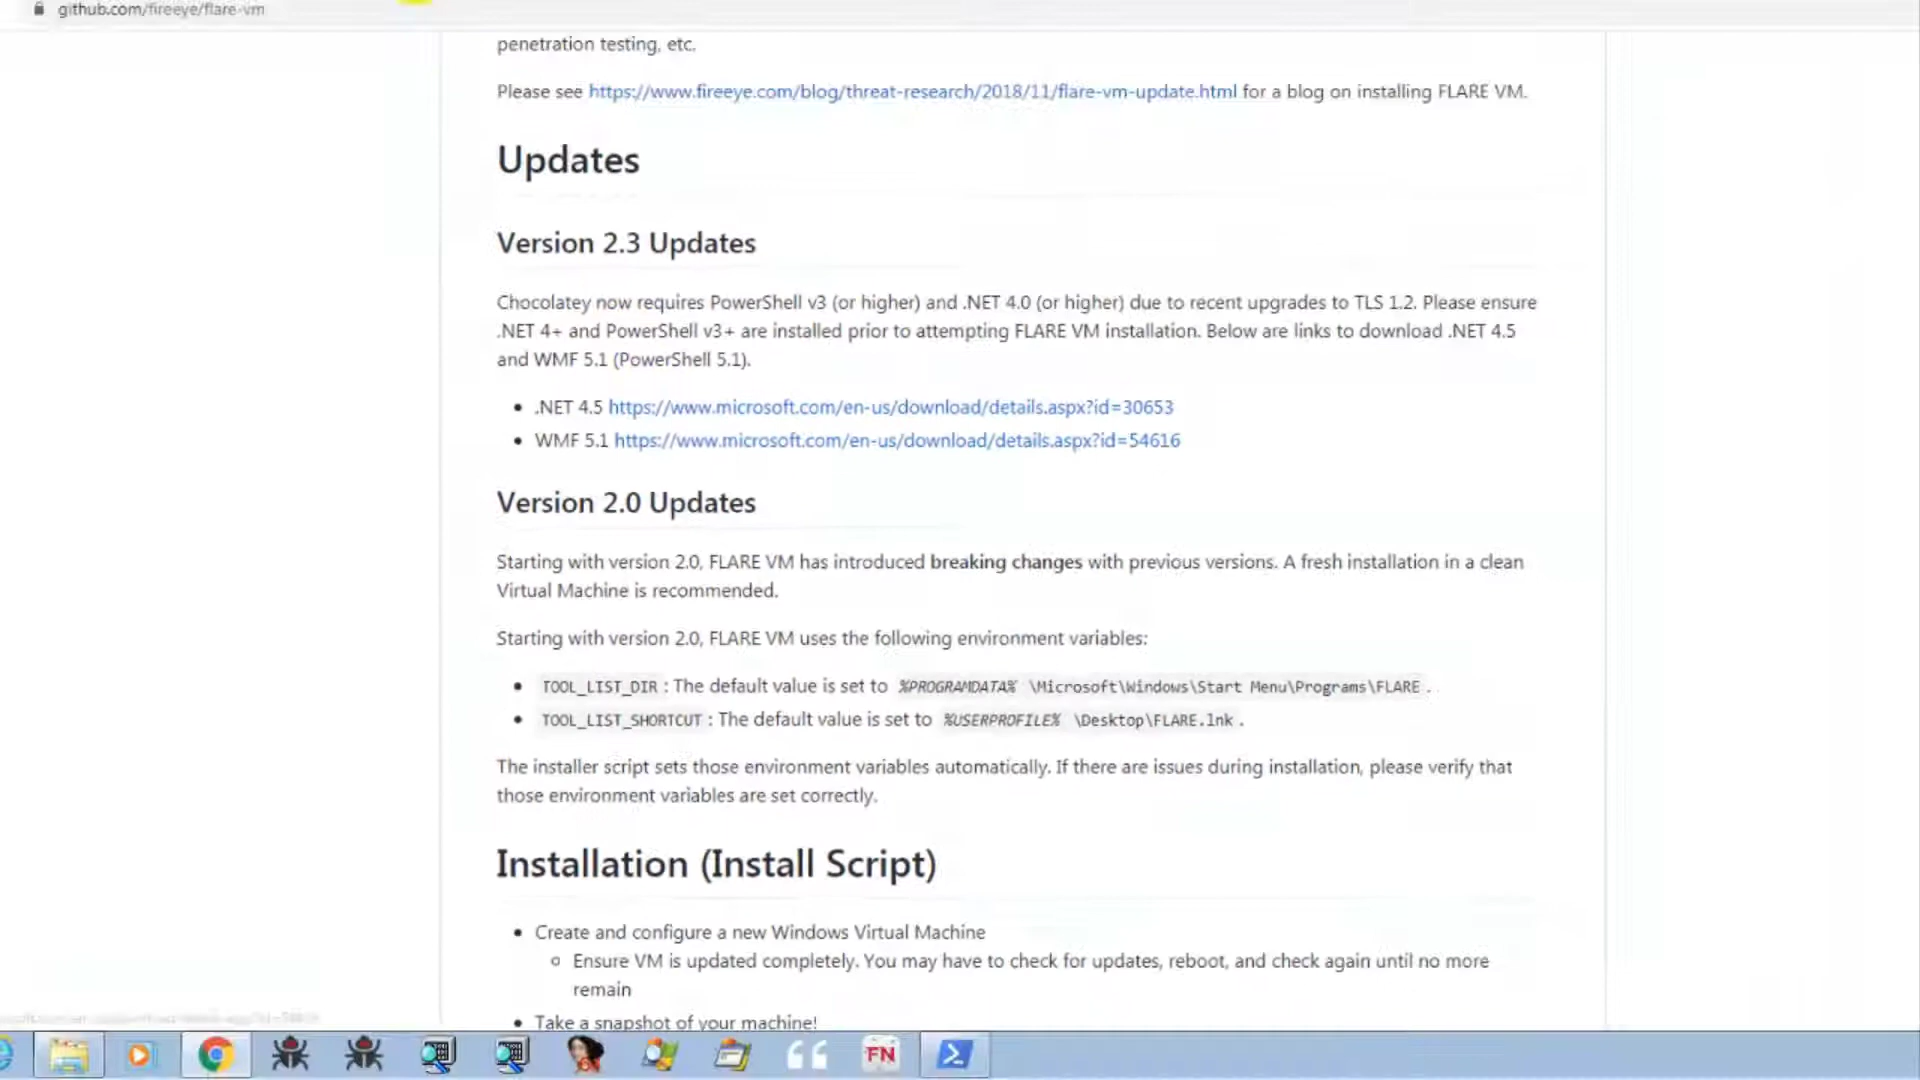 github.com/fireeye/flare-vm
penetration testing, etc.
Please see https://www.fireeye.com/blog/threat-research/2018/11/flare-vm-update.html for a blog on installing FLARE VM.
Updates
Version 2.3 Updates
Chocolatey now requires PowerShell v3 (or higher) and .NET 4.0 (or higher) due to recent upgrades to TLS 1.2. Please ensure
.NET 4+ and PowerShell v3+ are installed prior to attempting FLARE VM installation. Below are links to download .NET 4.5
and WMF 5.1 (PowerShell 5.1).
• .NET 4.5 https://www.microsoft.com/en-us/download/details.aspx?id=30653
• WMF 5.1 https://www.microsoft.com/en-us/download/details.aspx?id=54616
Version 2.0 Updates
Starting with version 2.0, FLARE VM has introduced breaking changes with previous versions. A fresh installation in a clean
Virtual Machine is recommended.
Starting with version 2.0, FLARE VM uses the following environment variables:
• TOOL_LIST_DIR : The default value is set to %PROGRAMDATA% \Microsoft\Windows\Start Menu\Programs\FLARE .
• TOOL_LIST_SHORTCUT : The default value is set to %USERPROFILE% \Desktop\FLARE.lnk .
The installer script sets those environment variables automatically. If there are issues during installation, please verify that
those environment variables are set correctly.
Installation (Install Script)
• Create and configure a new Windows Virtual Machine
o Ensure VM is updated completely. You may have to check for updates, reboot, and check again until no more
remain
• Take a snapshot of your machine!
FN